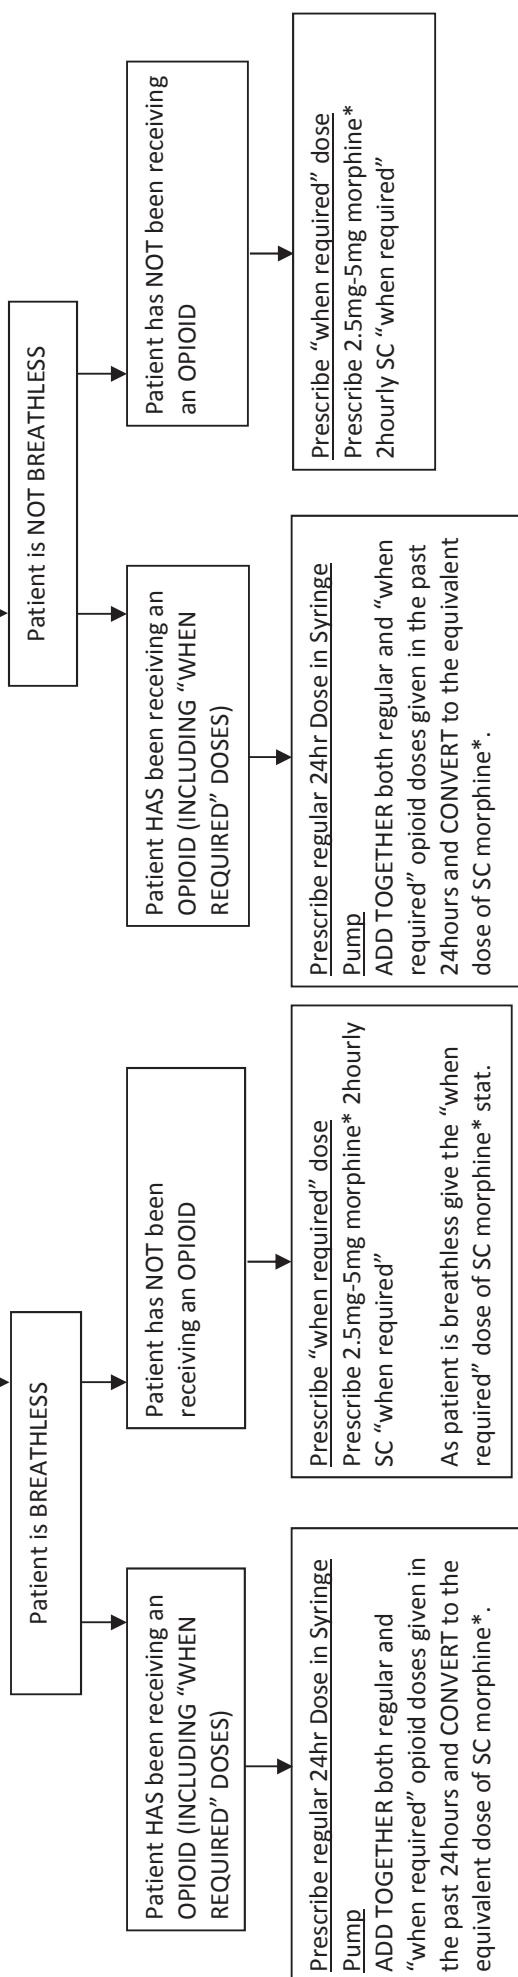 Patient is BREATHLESS
Patient HAS been receiving an
OPIOID (INCLUDING “WHEN
REQUIRED” DOSES)
Prescribe regular 24hr Dose in Syringe
Pump
ADD TOGETHER both regular and
“when required” opioid doses given in
the past 24hours and CONVERT to the
equivalent dose of SC morphine*.
Patient has NOT been
receiving an OPIOID
Prescribe “when required” dose
Prescribe 2.5mg-5mg morphine* 2hourly
SC “when required”
As patient is breathless give the “when
required” dose of SC morphine* stat.
Patient is NOT BREATHLESS
Patient HAS been receiving an
OPIOID (INCLUDING “WHEN
REQUIRED” DOSES)
Prescribe regular 24hr Dose in Syringe
Pump
ADD TOGETHER both regular and “when
required” opioid doses given in the past
24hours and CONVERT to the equivalent
dose of SC morphine*.
Patient has NOT been receiving
an OPIOID
Prescribe “when required” dose
Prescribe 2.5mg-5mg morphine*
2hourly SC “when required”